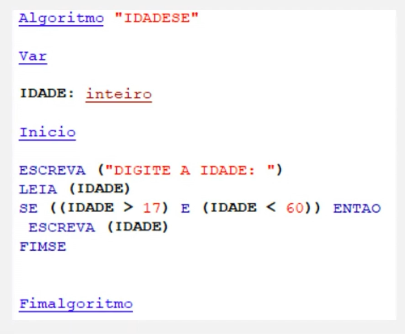 Algoritmo "IDADESE"
Var
IDADE: inteiro
Inicio
ESCREVA ("DIGITE A IDADE: ")
LEIA (IDADE)
SE ((IDADE > 17) E (IDADE < 60)) ENTAO
ESCREVA (IDADE)
FIMSE
Fimalgoritmo